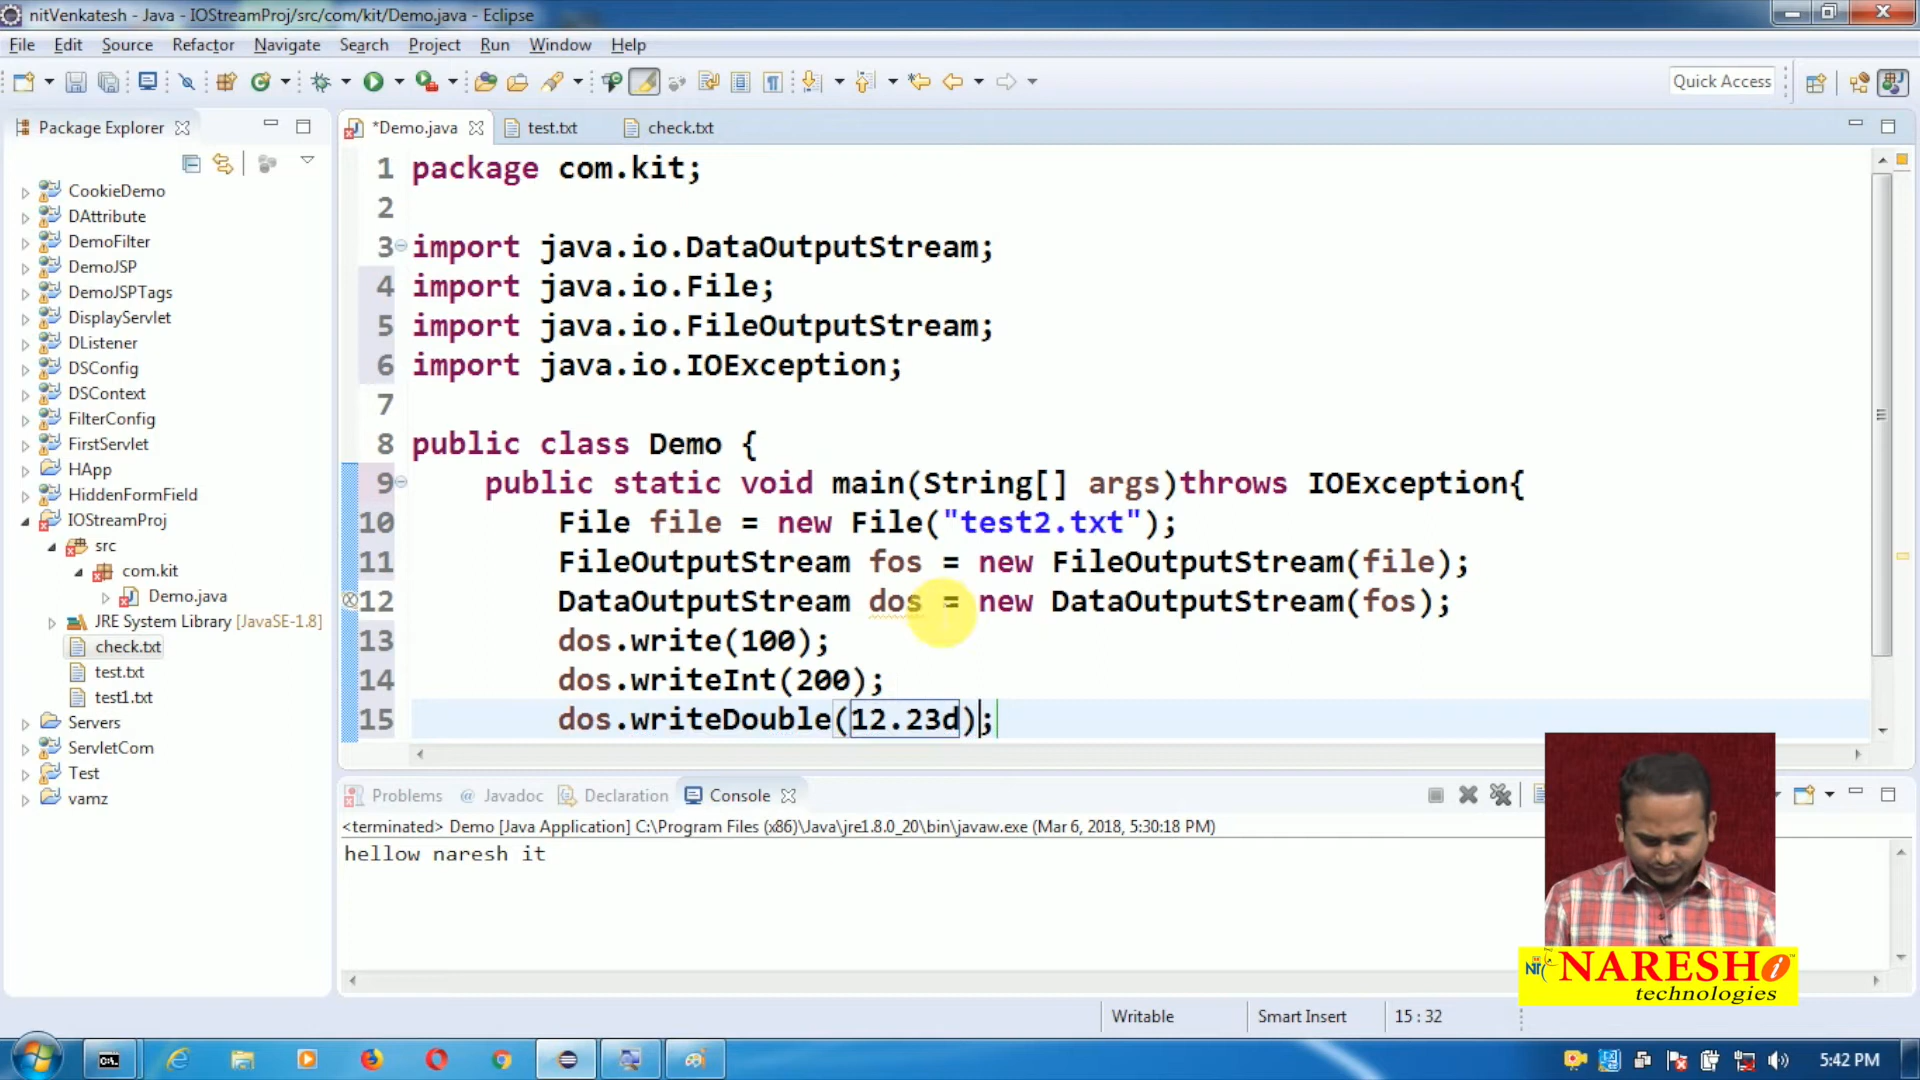 nitVenkatesh - Java - IOStreamProj/src/com/kit/Demo.java - Eclipse
File Edit Source Refactor Navigate Search Project Run Window Help
Quick Access
Package Explorer
*Demo.java test.txt check.txt
CookieDemo
DAttribute
DemoFilter
DemoJSP
DemoJSPTags
DisplayServlet
DListener
DSConfig
DSContext
FilterConfig
FirstServlet
HApp
HiddenFormField
IOStreamProj
src
com.kit
Demo.java
JRE System Library [JavaSE-1.8]
check.txt
test.txt
test1.txt
Servers
ServletCom
Test
vamz
1 package com.kit;
2
3 import java.io.DataOutputStream;
4 import java.io.File;
5 import java.io.FileOutputStream;
6 import java.io.IOException;
7
8 public class Demo {
9 public static void main(String[] args)throws IOException{
10 File file = new File("test2.txt");
11 FileOutputStream fos = new FileOutputStream(file);
12 DataOutputStream dos = new DataOutputStream(fos);
13 dos.write(100);
14 dos.writeInt(200);
15 dos.writeDouble(12.23d);
Problems @ Javadoc Declaration Console
<terminated> Demo [Java Application] C:\Program Files (x86)\Java\jre1.8.0_20\bin\javaw.exe (Mar 6, 2018, 5:30:18 PM)
hellow naresh it
NARESH i
technologies
Writable Smart Insert 15 : 32
5:42 PM